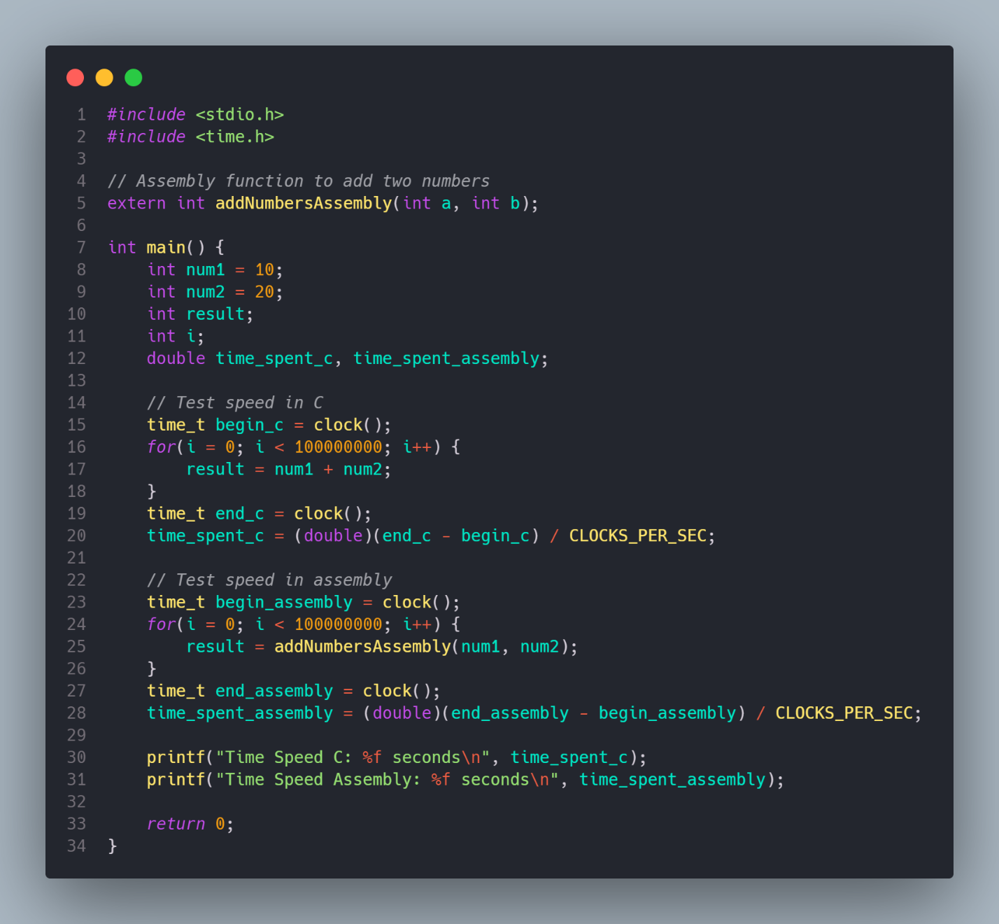 1 #include <stdio.h>
2 #include <time.h>
3
4 // Assembly function to add two numbers
5 extern int addNumbersAssembly(int a, int b);
6
7 int main() {
8     int num1 = 10;
9     int num2 = 20;
10     int result;
11     int i;
12     double time_spent_c, time_spent_assembly;
13
14     // Test speed in C
15     time_t begin_c = clock();
16     for(i = 0; i < 100000000; i++) {
17         result = num1 + num2;
18     }
19     time_t end_c = clock();
20     time_spent_c = (double)(end_c - begin_c) / CLOCKS_PER_SEC;
21
22     // Test speed in assembly
23     time_t begin_assembly = clock();
24     for(i = 0; i < 100000000; i++) {
25         result = addNumbersAssembly(num1, num2);
26     }
27     time_t end_assembly = clock();
28     time_spent_assembly = (double)(end_assembly - begin_assembly) / CLOCKS_PER_SEC;
29
30     printf("Time Speed C: %f seconds\n", time_spent_c);
31     printf("Time Speed Assembly: %f seconds\n", time_spent_assembly);
32
33     return 0;
34 }